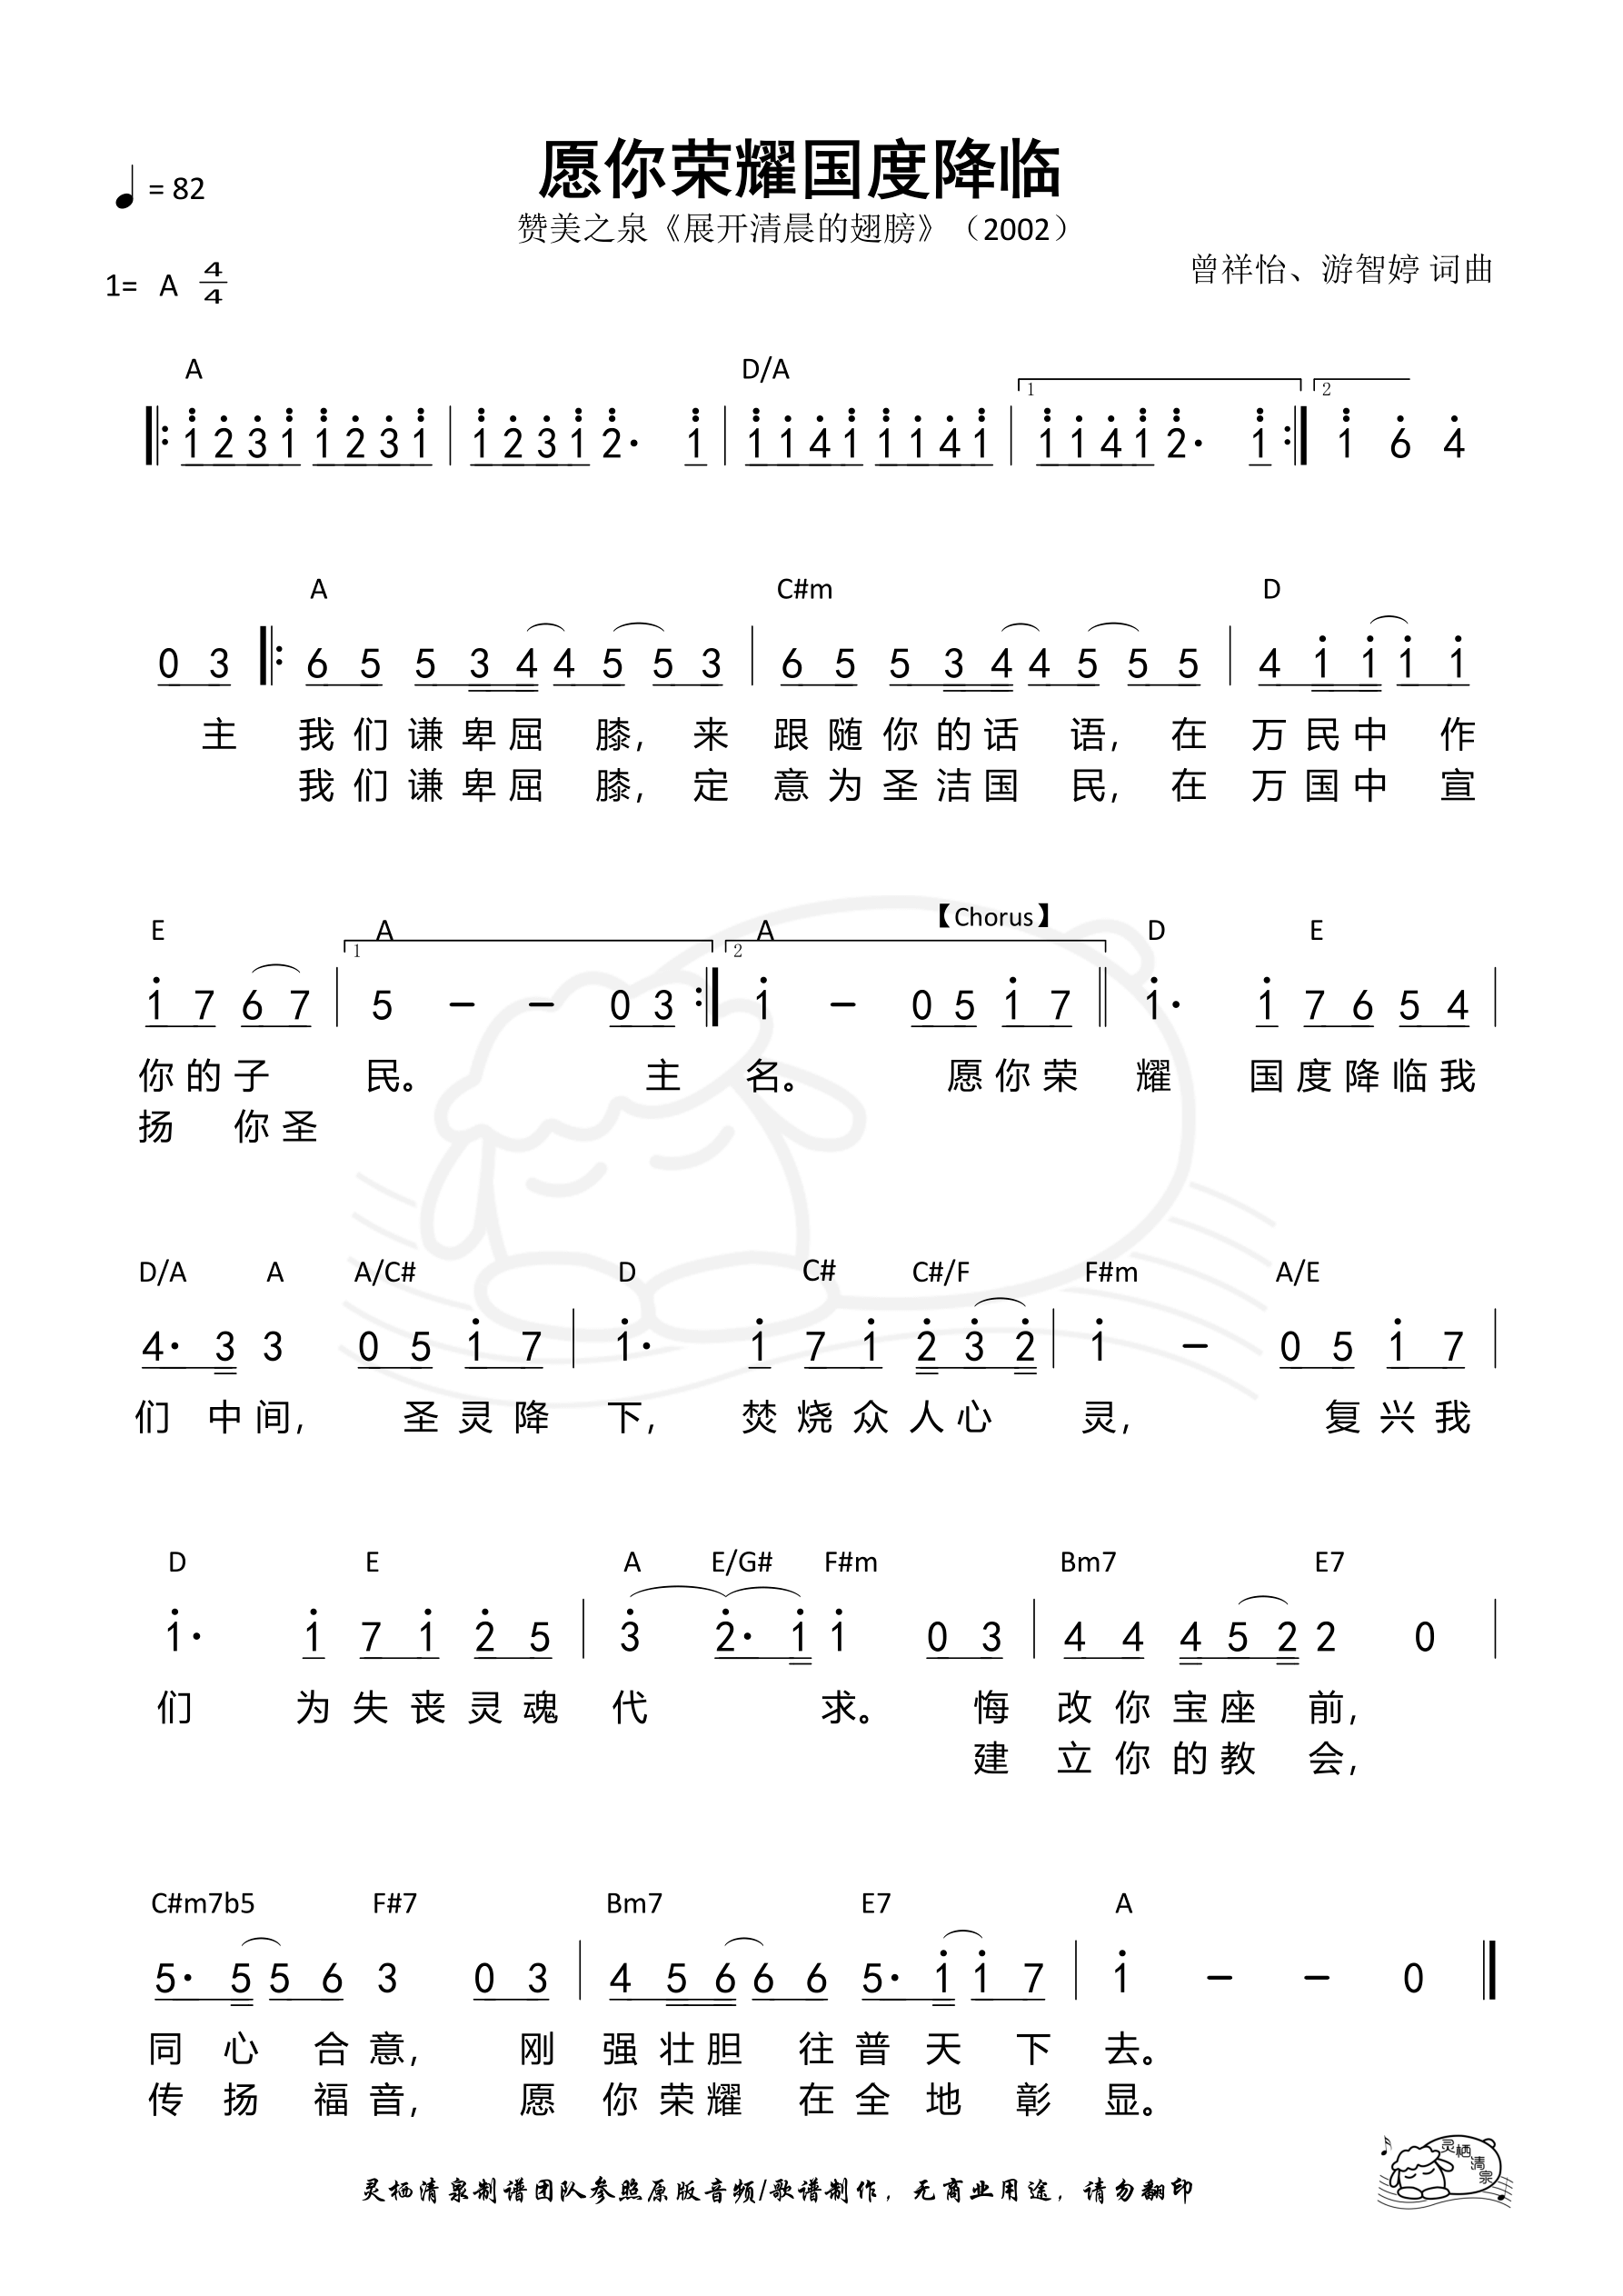 愿你荣耀国度降临
♩= 82
赞美之泉《展开清晨的翅膀》（2002）
曾祥怡、游智婷 词曲
1= A 4/4
A D/A
1 2 3 1 1 2 3 1 | 1 2 3 1 2· 1 | 1 1 4 1 1 1 4 1 | 1 1 4 1 2· 1 :| 1 6 4
A C#m D
0 3 |: 6 5 5 3 4 4 5 5 3 | 6 5 5 3 4 4 5 5 5 | 4 1 1 1 1
主 我们谦卑屈 膝, 来 跟随你的话 语, 在 万民中 作
我们谦卑屈 膝, 定 意为圣洁国 民, 在 万国中 宣
【Chorus】
E A A D E
1 7 6 7 | 5 – – 0 3 :| 1 – 0 5 1 7 || 1· 1 7 6 5 4 |
你的子 民。 主 名。 愿你荣 耀 国度降临我
扬 你圣
D/A A A/C# D C# C#/F F#m A/E
4· 3 3 0 5 1 7 | 1· 1 7 1 2 3 2 | 1 – 0 5 1 7 |
们 中间, 圣灵降 下, 焚烧众人心 灵, 复兴我
D E A E/G# F#m Bm7 E7
1· 1 7 1 2 5 | 3 2· 1 1 0 3 | 4 4 4 5 2 2 0 |
们 为失丧灵魂 代 求。 悔 改你宝座 前,
建 立你的教 会,
C#m7b5 F#7 Bm7 E7 A
5· 5 5 6 3 0 3 | 4 5 6 6 6 5· 1 1 7 | 1 – – 0 ||
同 心 合意, 刚 强壮胆 往普 天 下 去。
传 扬 福音, 愿 你荣耀 在全 地 彰 显。
灵栖清泉
灵栖清泉制谱团队参照原版音频/歌谱制作，无商业用途，请勿翻印